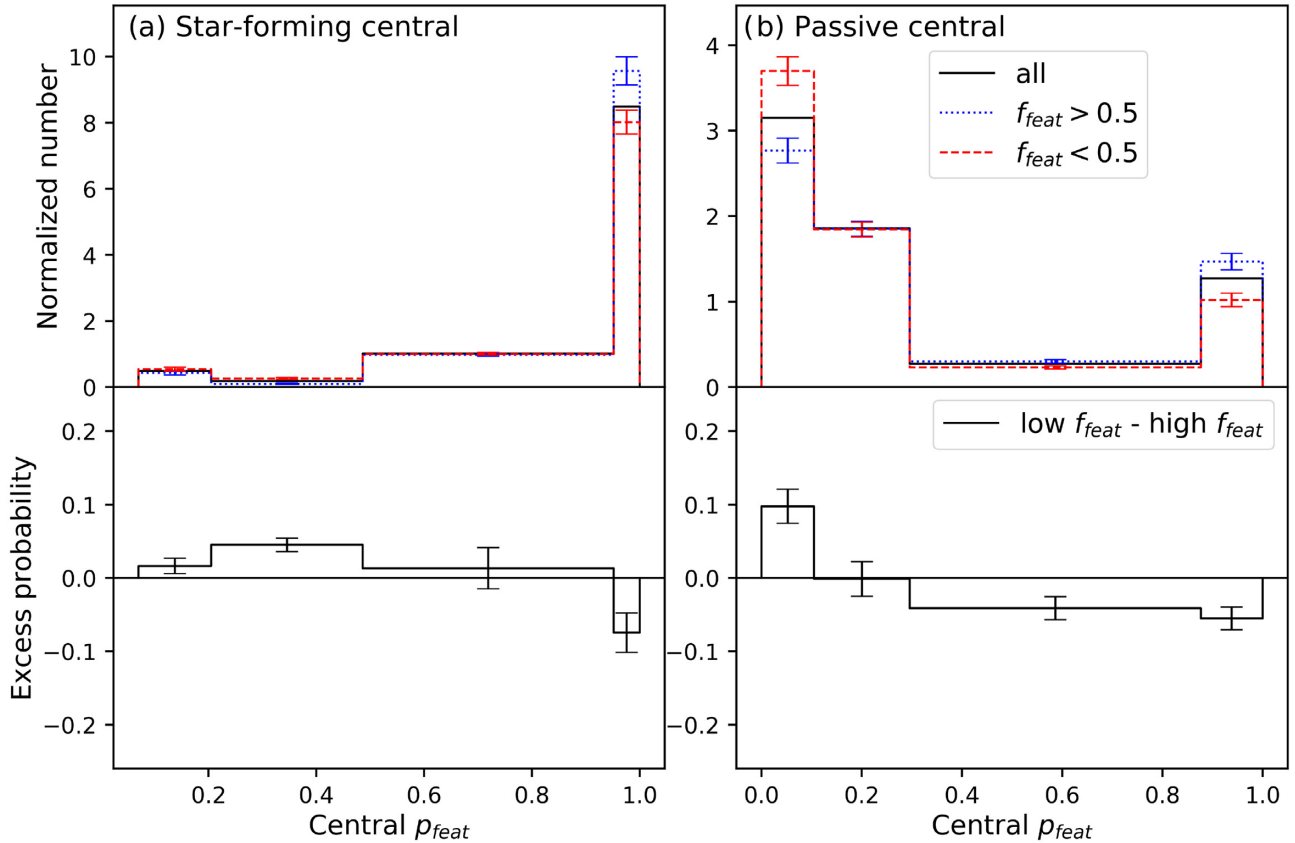 (a) Star-forming central
Normalized number
10
8
6
4
2
0
(b) Passive central
4
3
2
1
0
all
f_feat > 0.5
f_feat < 0.5
Excess probability
0.2
0.1
0.0
−0.1
−0.2
0.2 0.4 0.6 0.8 1.0
Central p_feat
low f_feat - high f_feat
0.2
0.1
0.0
−0.1
−0.2
0.0 0.2 0.4 0.6 0.8 1.0
Central p_feat